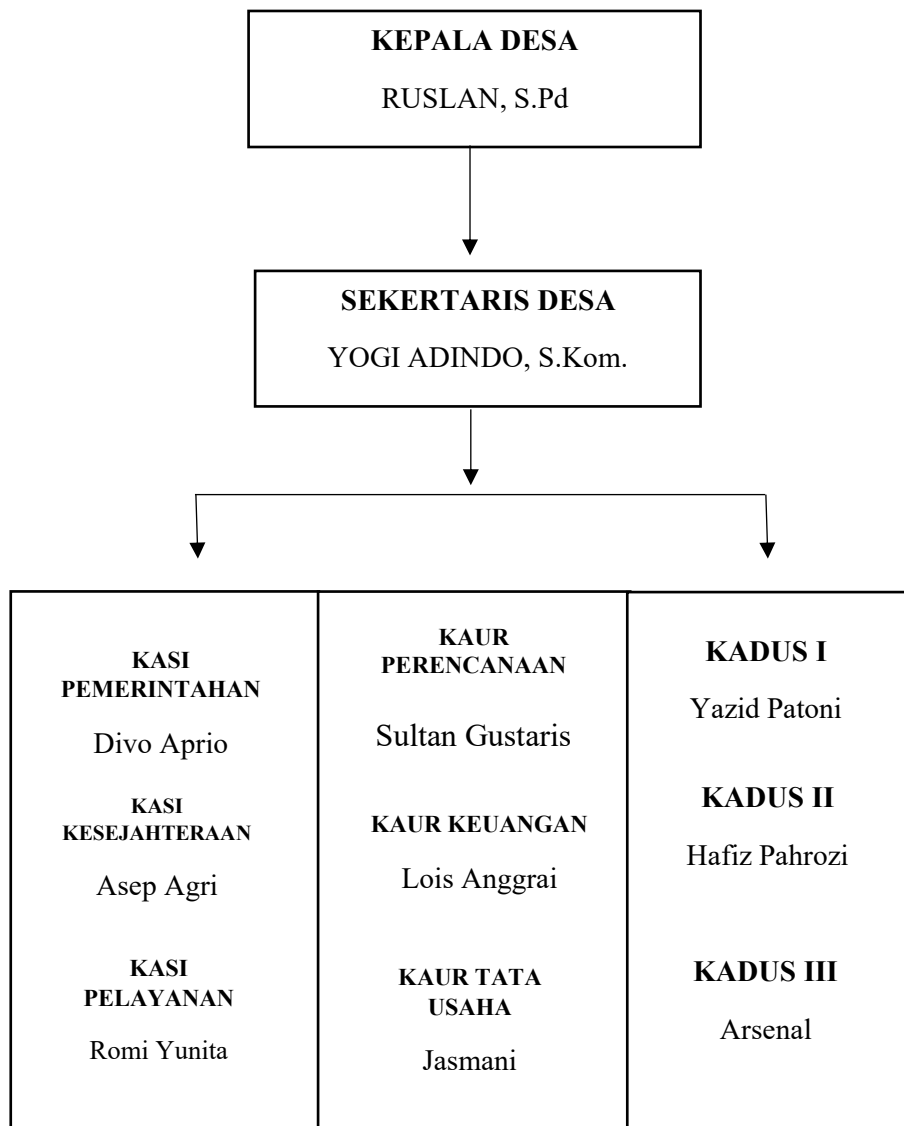 KEPALA DESA
RUSLAN, S.Pd
SEKERTARIS DESA
YOGI ADINDO, S.Kom.
KASI
PEMERINTAHAN
Divo Aprio
KASI
KESEJAHTERAAN
Asep Agri
KASI
PELAYANAN
Romi Yunita
KAUR
PERENCANAAN
Sultan Gustaris
KAUR KEUANGAN
Lois Anggrai
KAUR TATA
USAHA
Jasmani
KADUS I
Yazid Patoni
KADUS II
Hafiz Pahrozi
KADUS III
Arsenal